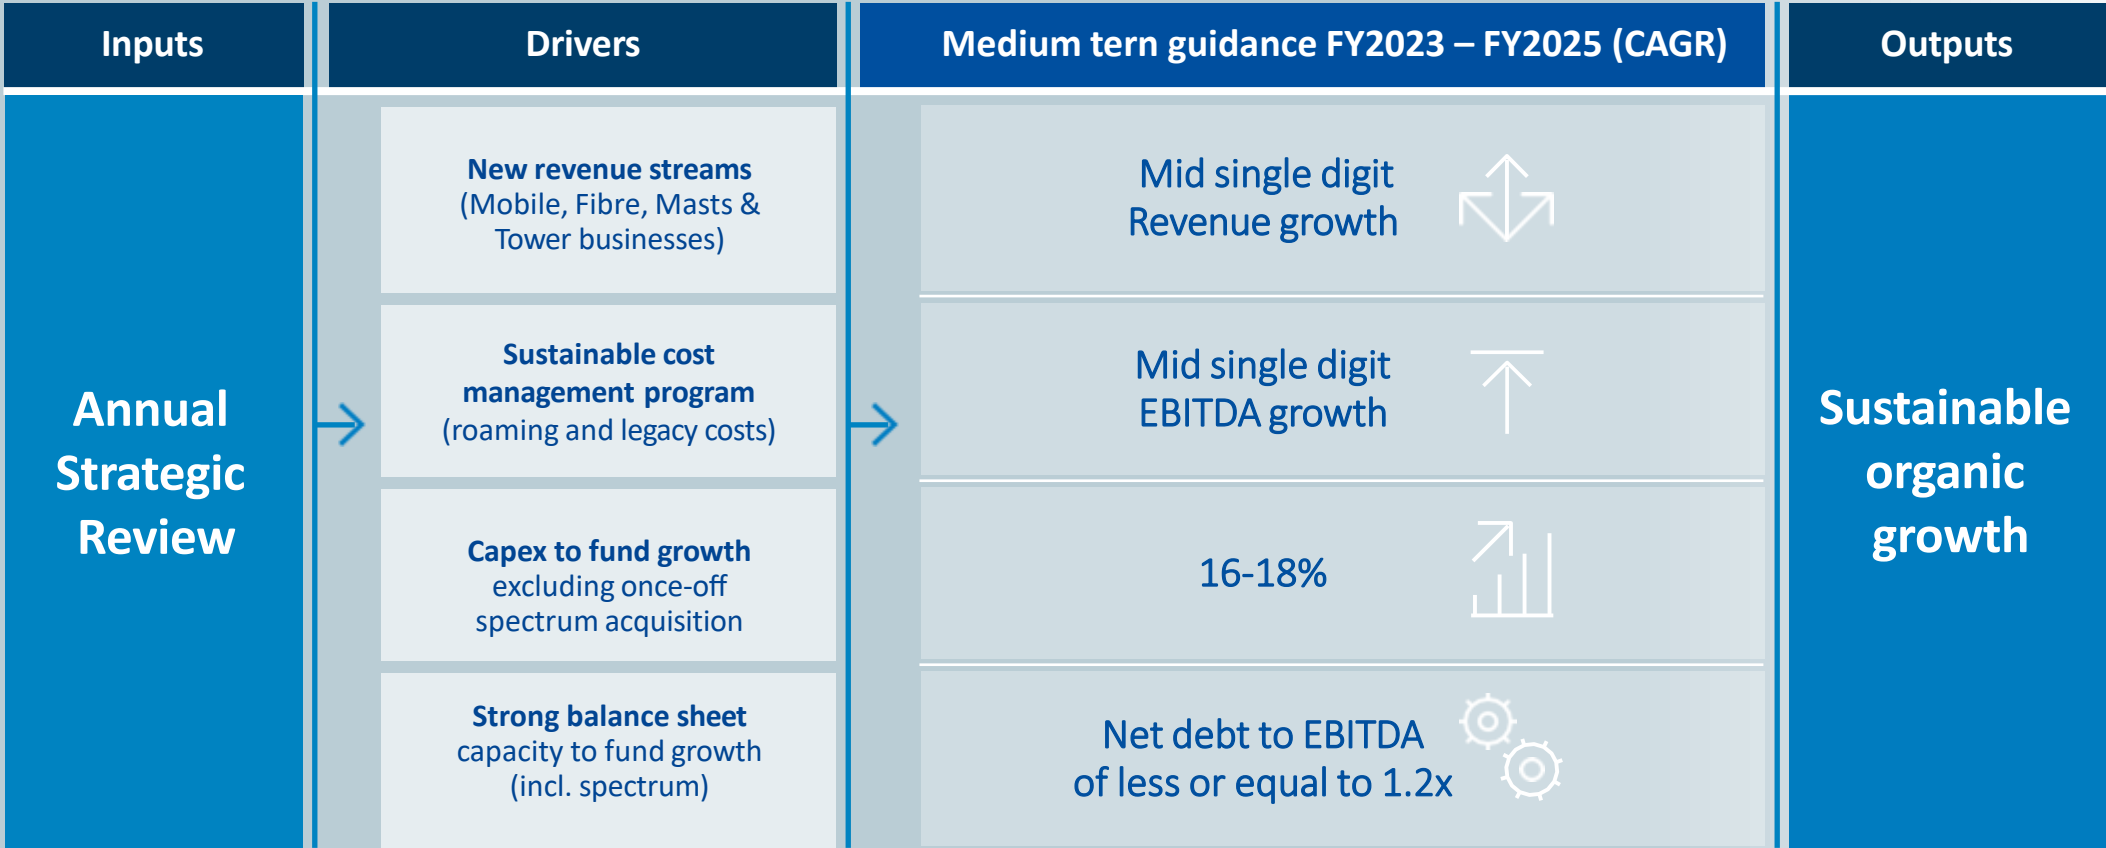 Inputs
Drivers
Medium tern guidance FY2023 – FY2025 (CAGR)
Outputs
Annual
Strategic
Review
New revenue streams
(Mobile, Fibre, Masts &
Tower businesses)
Mid single digit
Revenue growth
Sustainable cost
management program
(roaming and legacy costs)
Mid single digit
EBITDA growth
Capex to fund growth
excluding once-off
spectrum acquisition
16-18%
Strong balance sheet
capacity to fund growth
(incl. spectrum)
Net debt to EBITDA
of less or equal to 1.2x
Sustainable
organic
growth